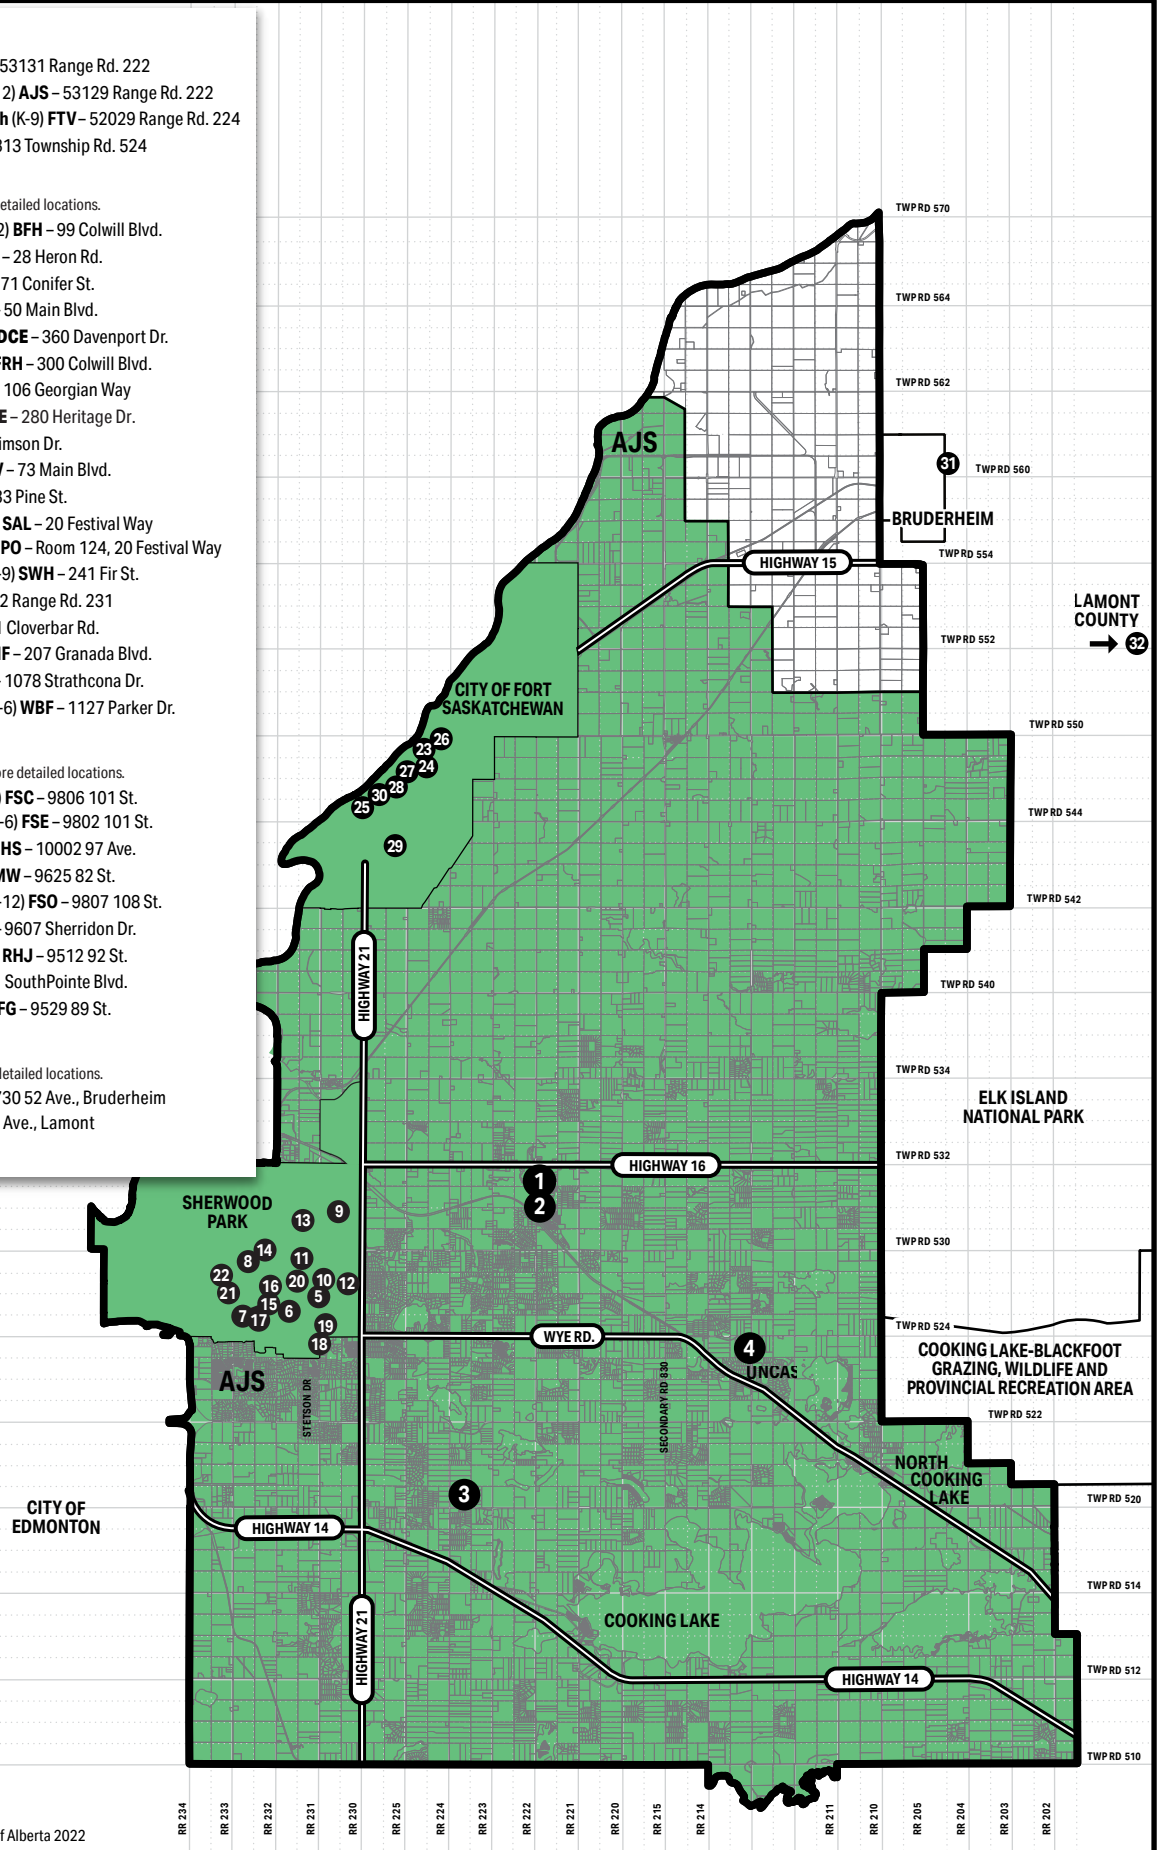 53131 Range Rd. 222
2) AJS – 53129 Range Rd. 222
h (K-9) FTV – 52029 Range Rd. 224
313 Township Rd. 524
etailed locations.
2) BFH – 99 Colwill Blvd.
– 28 Heron Rd.
71 Conifer St.
50 Main Blvd.
DCE – 360 Davenport Dr.
FRH – 300 Colwill Blvd.
106 Georgian Way
E – 280 Heritage Dr.
imson Dr.
V – 73 Main Blvd.
33 Pine St.
SAL – 20 Festival Way
PO – Room 124, 20 Festival Way
-9) SWH – 241 Fir St.
2 Range Rd. 231
1 Cloverbar Rd.
HF – 207 Granada Blvd.
– 1078 Strathcona Dr.
-6) WBF – 1127 Parker Dr.
ore detailed locations.
) FSC – 9806 101 St.
-6) FSE – 9802 101 St.
HS – 10002 97 Ave.
MW – 9625 82 St.
-12) FSO – 9807 108 St.
– 9607 Sherridon Dr.
RHJ – 9512 92 St.
SouthPointe Blvd.
FG – 9529 89 St.
detailed locations.
730 52 Ave., Bruderheim
Ave., Lamont
TWP RD 570
TWP RD 564
TWP RD 562
AJS
31
TWP RD 560
BRUDERHEIM
TWP RD 554
HIGHWAY 15
LAMONT
COUNTY
32
TWP RD 552
CITY OF FORT
SASKATCHEWAN
TWP RD 550
26
23
24
27
28
30
25
TWP RD 544
29
TWP RD 542
HIGHWAY 21
TWP RD 540
TWP RD 534
ELK ISLAND
NATIONAL PARK
TWP RD 532
HIGHWAY 16
1
2
SHERWOOD
PARK
9
13
TWP RD 530
14
8
11
22
21
16
20
10
12
5
15
6
7
17
19
18
TWP RD 524
WYE RD.
4
UNCAS
COOKING LAKE-BLACKFOOT
GRAZING, WILDLIFE AND
PROVINCIAL RECREATION AREA
AJS
STETSON DR
SECONDARY RD 830
TWP RD 522
NORTH
COOKING
LAKE
3
TWP RD 520
CITY OF
EDMONTON
HIGHWAY 14
TWP RD 514
COOKING LAKE
HIGHWAY 21
TWP RD 512
HIGHWAY 14
TWP RD 510
RR 234
RR 233
RR 232
RR 231
RR 230
RR 225
RR 224
RR 223
RR 222
RR 221
RR 220
RR 215
RR 214
RR 211
RR 210
RR 205
RR 204
RR 203
RR 202
f Alberta 2022